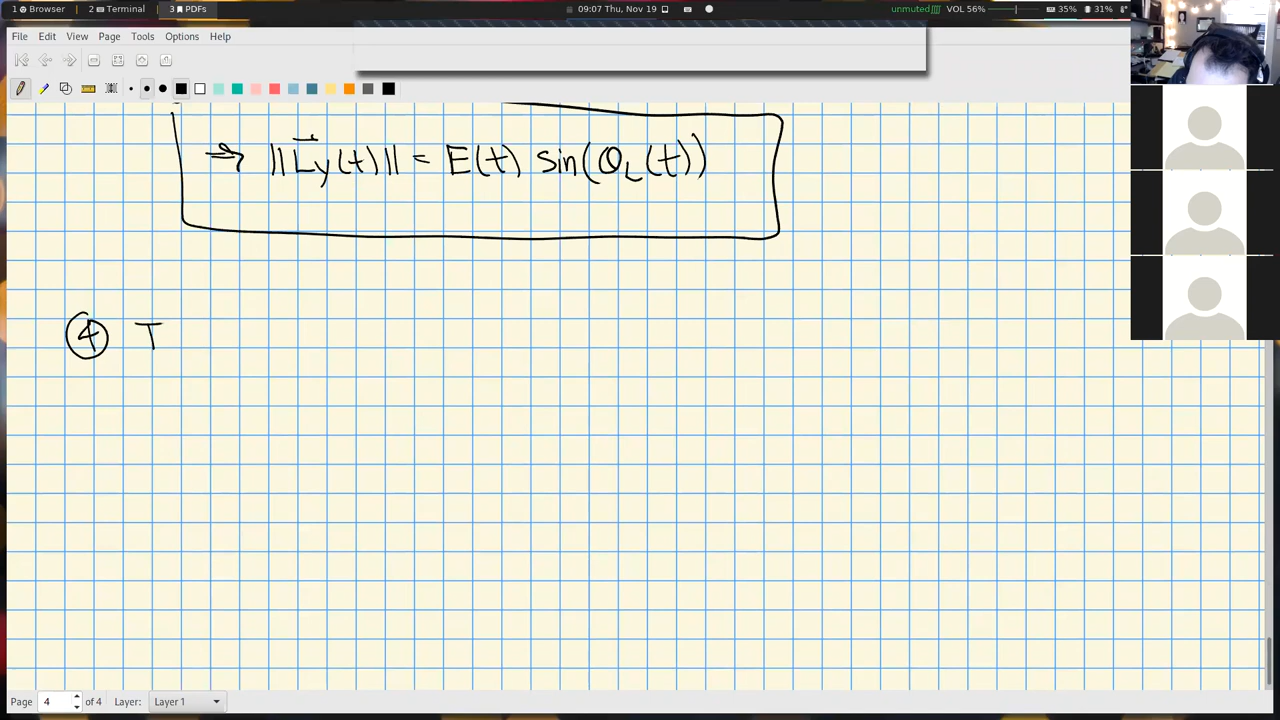 1 Browser 2 Terminal 3 PDFs 09:07 Thu, Nov 19 unmuted VOL 56% 35% 31%
File Edit View Page Tools Options Help
⇒ ||L⃗y(t)|| = E(t) sin(θL(t))
④ T
Page 4 of 4 Layer: Layer 1